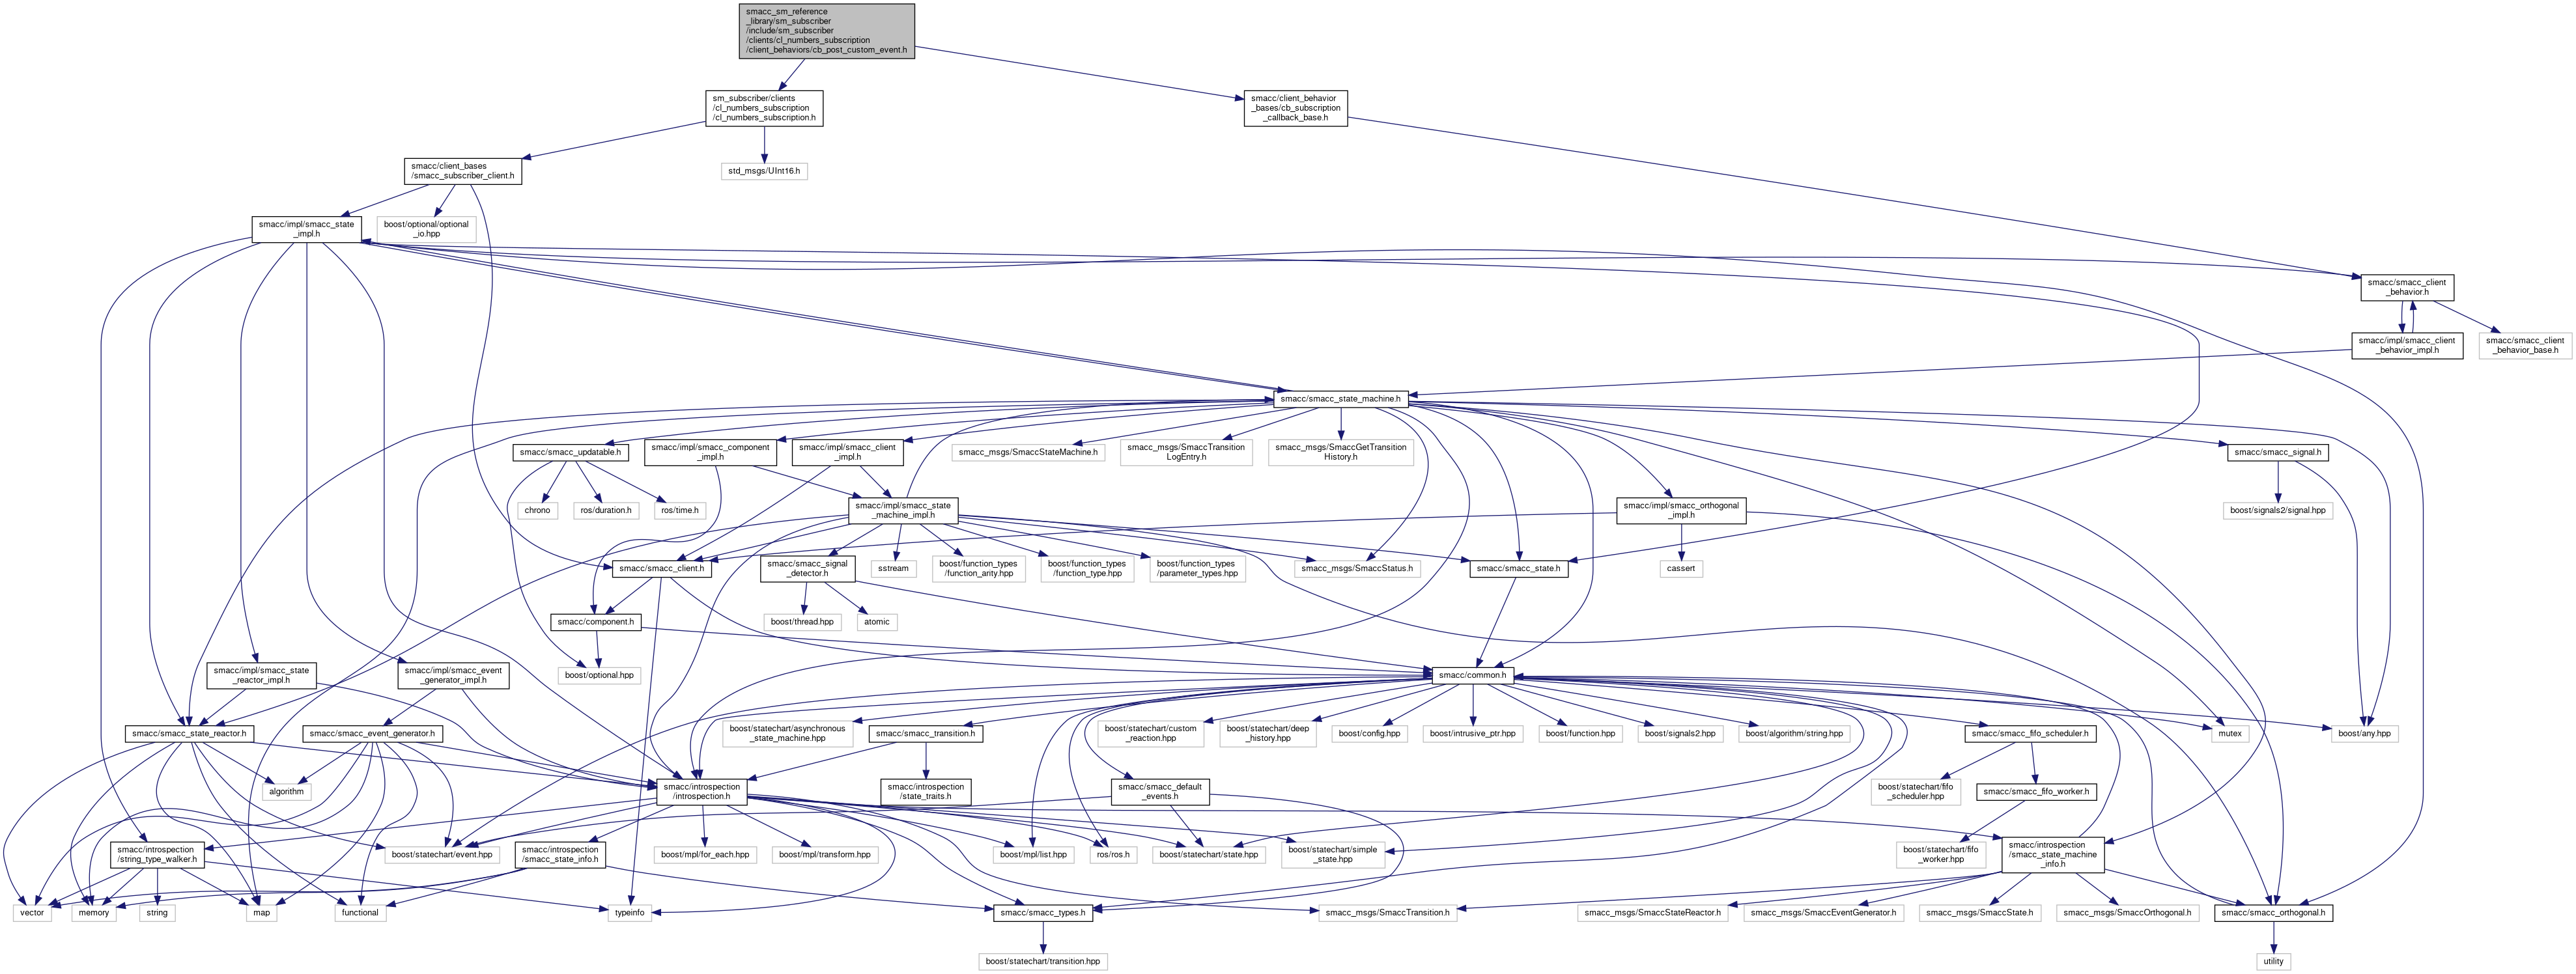 smacc_sm_reference
_library/sm_subscriber
/include/sm_subscriber
/clients/cl_numbers_subscription
/client_behaviors/cb_post_custom_event.h
sm_subscriber/clients
/cl_numbers_subscription
/cl_numbers_subscription.h
smacc/client_behavior
_bases/cb_subscription
_callback_base.h
smacc/client_bases
/smacc_subscriber_client.h
std_msgs/UInt16.h
smacc/impl/smacc_state
_impl.h
boost/optional/optional
_io.hpp
smacc/smacc_client
_behavior.h
smacc/impl/smacc_client
_behavior_impl.h
smacc/smacc_client
_behavior_base.h
smacc/smacc_state_machine.h
smacc/smacc_updatable.h
smacc/impl/smacc_component
_impl.h
smacc/impl/smacc_client
_impl.h
smacc_msgs/SmaccStateMachine.h
smacc_msgs/SmaccTransition
LogEntry.h
smacc_msgs/SmaccGetTransition
History.h
smacc/smacc_signal.h
chrono
ros/duration.h
ros/time.h
smacc/impl/smacc_state
_machine_impl.h
smacc/impl/smacc_orthogonal
_impl.h
boost/signals2/signal.hpp
smacc/smacc_client.h
smacc/smacc_signal
_detector.h
sstream
boost/function_types
/function_arity.hpp
boost/function_types
/function_type.hpp
boost/function_types
/parameter_types.hpp
smacc_msgs/SmaccStatus.h
smacc/smacc_state.h
cassert
smacc/component.h
boost/thread.hpp
atomic
smacc/impl/smacc_state
_reactor_impl.h
smacc/impl/smacc_event
_generator_impl.h
boost/optional.hpp
smacc/common.h
smacc/smacc_state_reactor.h
smacc/smacc_event_generator.h
boost/statechart/asynchronous
_state_machine.hpp
smacc/smacc_transition.h
boost/statechart/custom
_reaction.hpp
boost/statechart/deep
_history.hpp
boost/config.hpp
boost/intrusive_ptr.hpp
boost/function.hpp
boost/signals2.hpp
boost/algorithm/string.hpp
smacc/smacc_fifo_scheduler.h
mutex
boost/any.hpp
algorithm
smacc/introspection
/introspection.h
smacc/introspection
/state_traits.h
smacc/smacc_default
_events.h
boost/statechart/fifo
_scheduler.hpp
smacc/smacc_fifo_worker.h
smacc/introspection
/string_type_walker.h
boost/statechart/event.hpp
smacc/introspection
/smacc_state_info.h
boost/mpl/for_each.hpp
boost/mpl/transform.hpp
boost/mpl/list.hpp
ros/ros.h
boost/statechart/state.hpp
boost/statechart/simple
_state.hpp
boost/statechart/fifo
_worker.hpp
smacc/introspection
/smacc_state_machine
_info.h
vector
memory
string
map
functional
typeinfo
smacc/smacc_types.h
smacc_msgs/SmaccTransition.h
smacc_msgs/SmaccStateReactor.h
smacc_msgs/SmaccEventGenerator.h
smacc_msgs/SmaccState.h
smacc_msgs/SmaccOrthogonal.h
smacc/smacc_orthogonal.h
boost/statechart/transition.hpp
utility